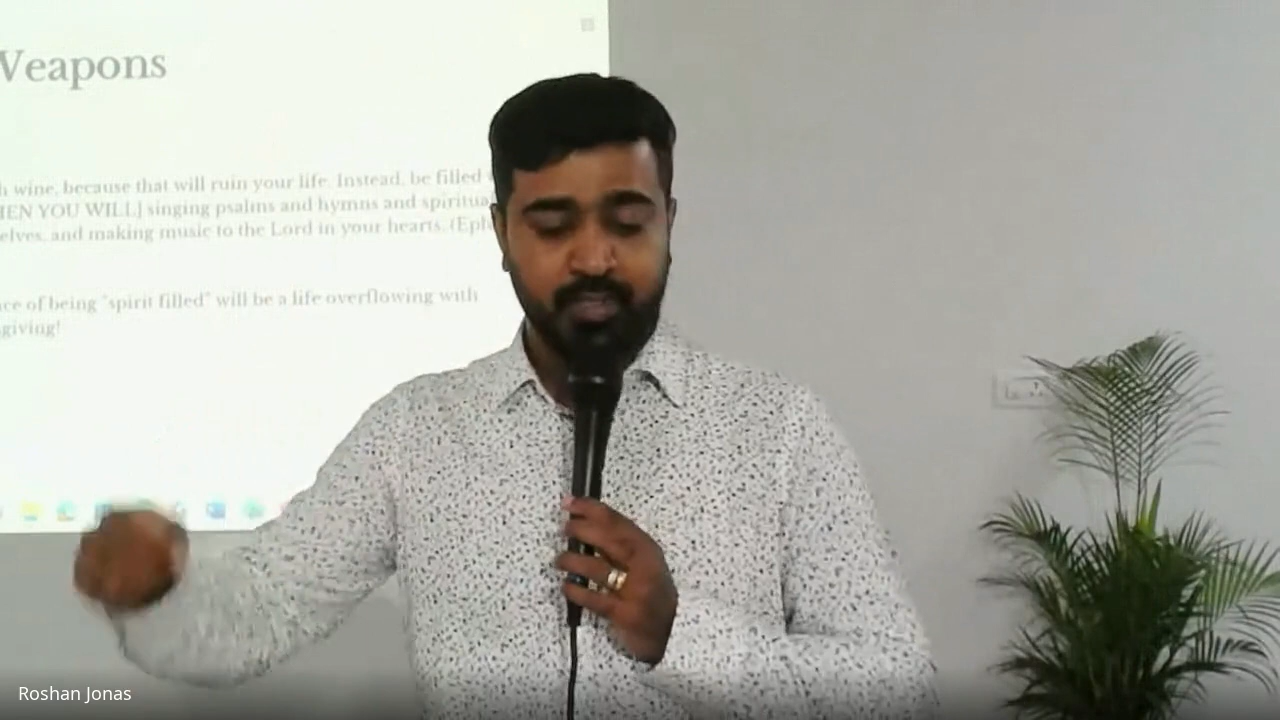 Weapons
h wine, because that will ruin your life. Instead, be filled
HEN YOU WILL] singing psalms and hymns and spiritual
elves, and making music to the Lord in your hearts. (Eph
ce of being "spirit filled" will be a life overflowing with
giving!
Roshan Jonas